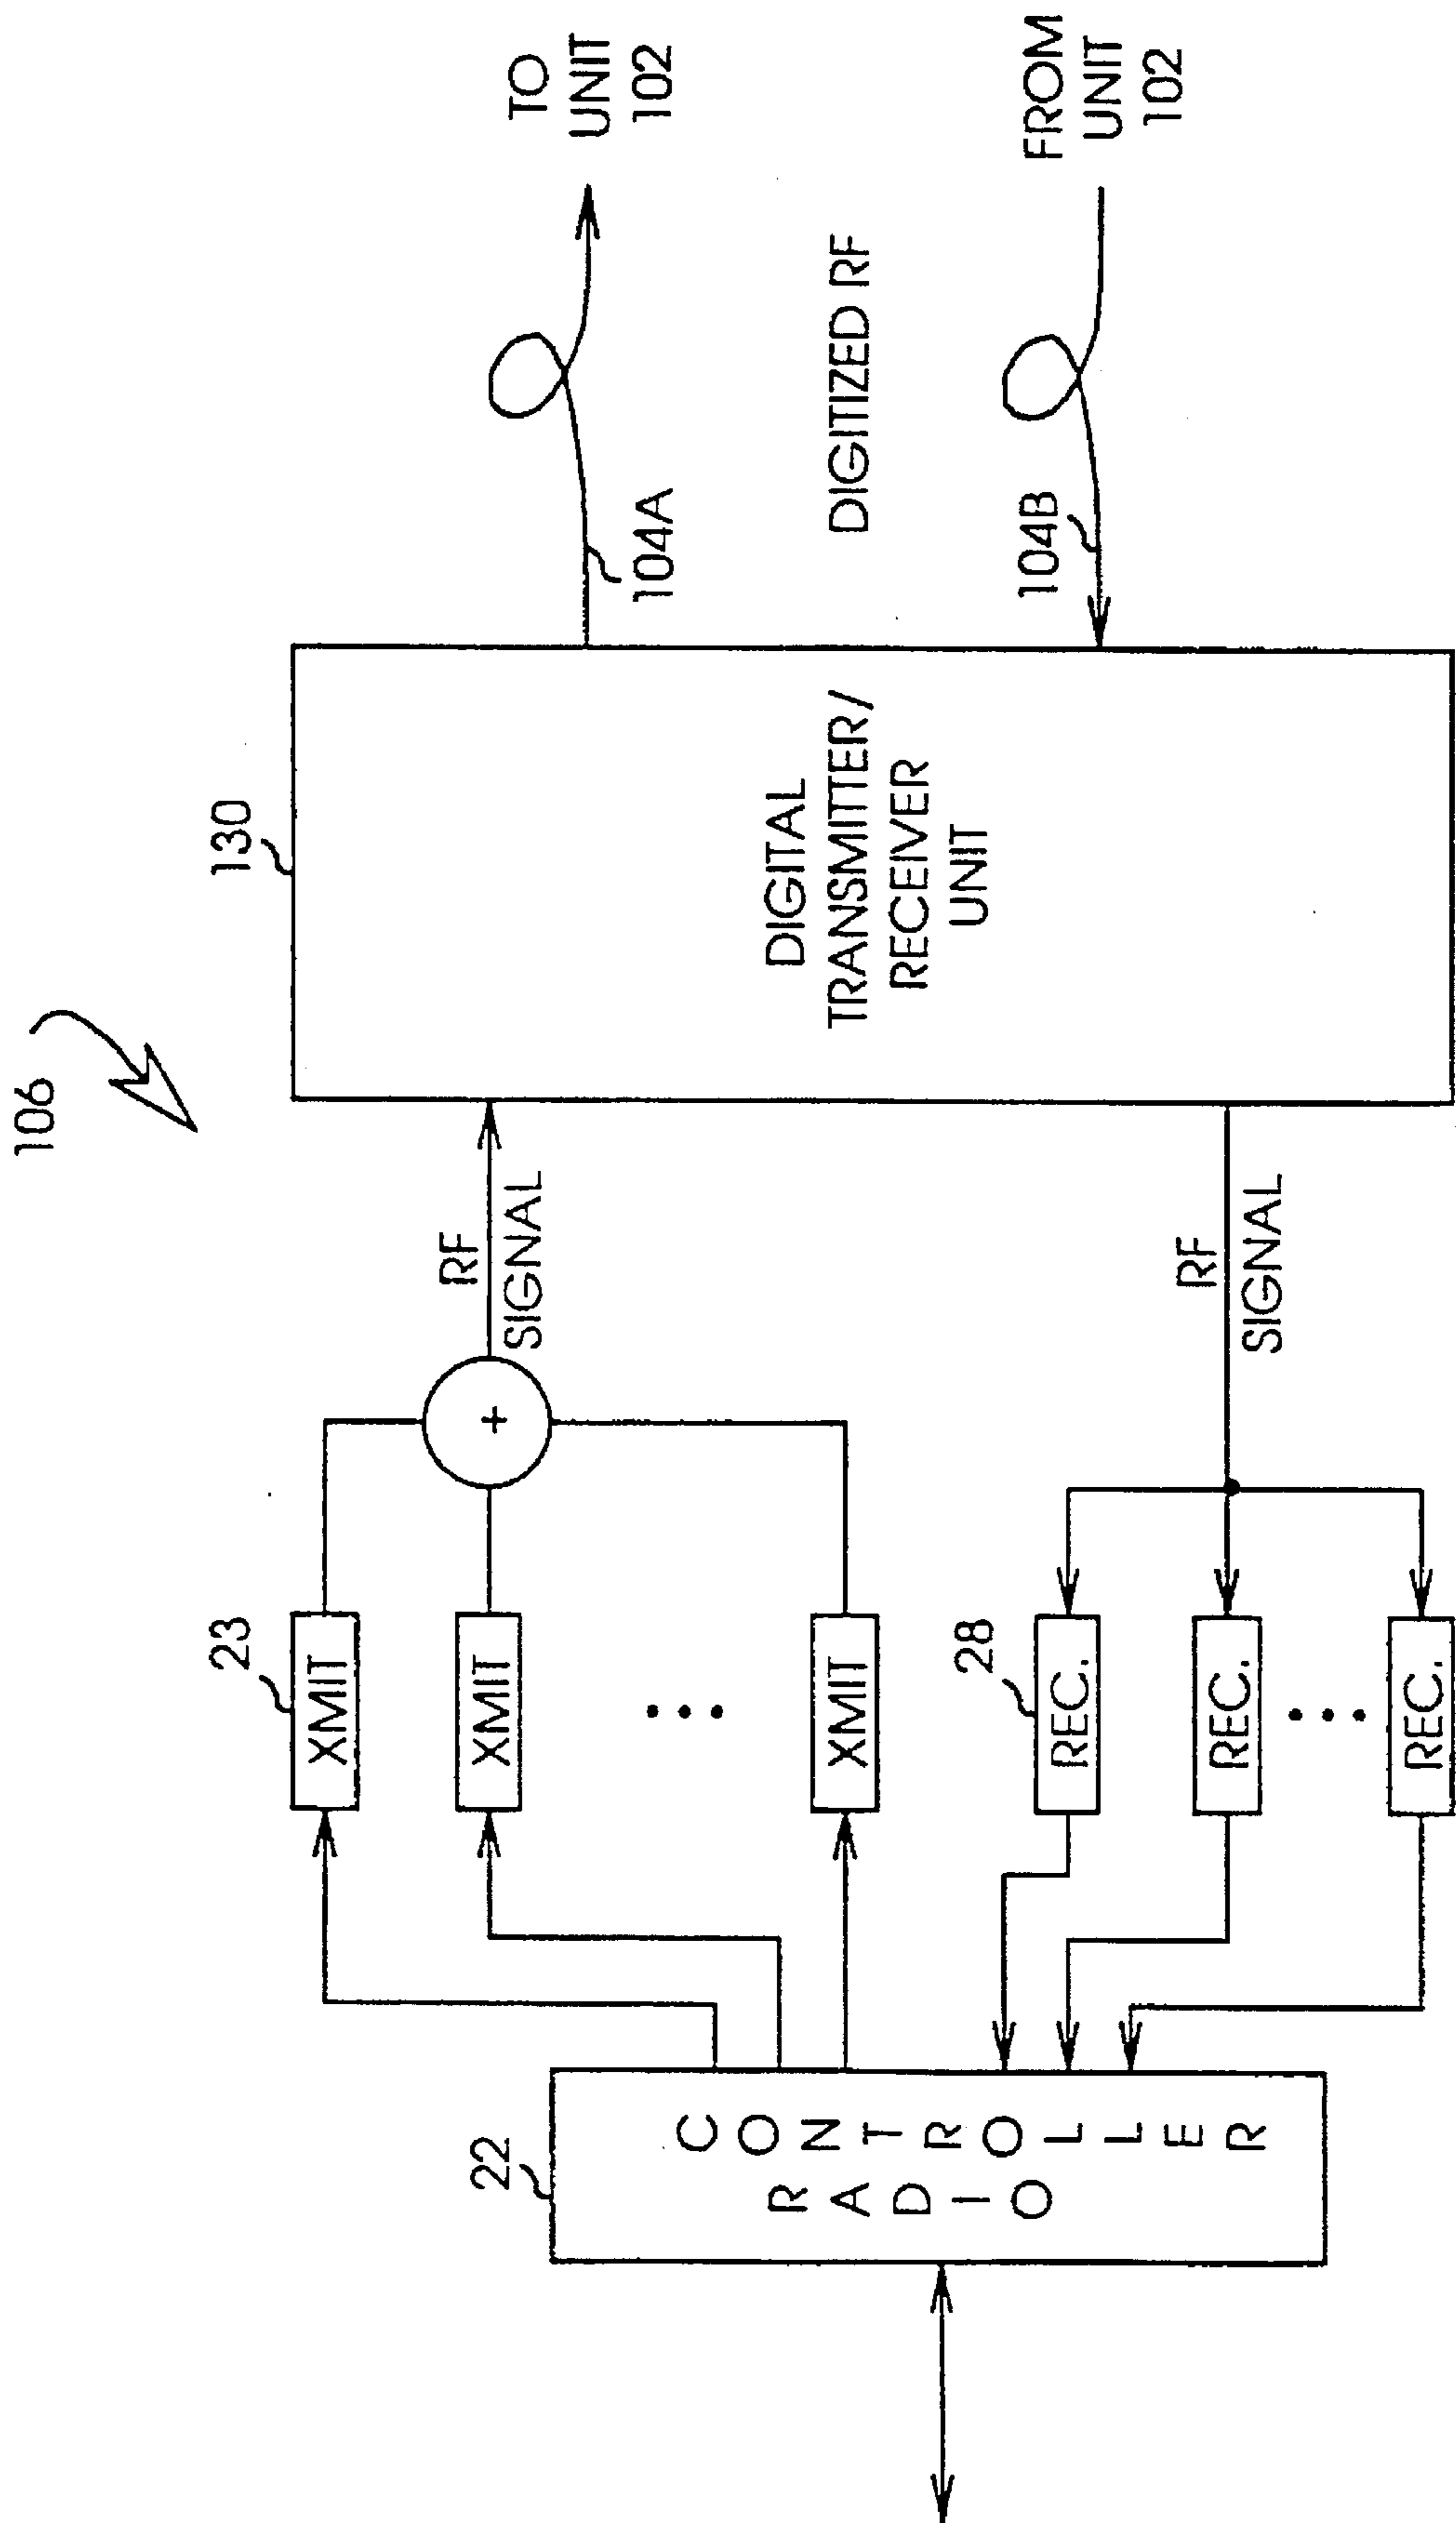 106
130
22
23
28
CONTROLLER
RADIO
XMIT
XMIT
XMIT
REC.
REC.
REC.
+
RF
SIGNAL
RF
SIGNAL
DIGITAL
TRANSMITTER/
RECEIVER
UNIT
104A
104B
DIGITIZED RF
TO
UNIT
102
FROM
UNIT
102